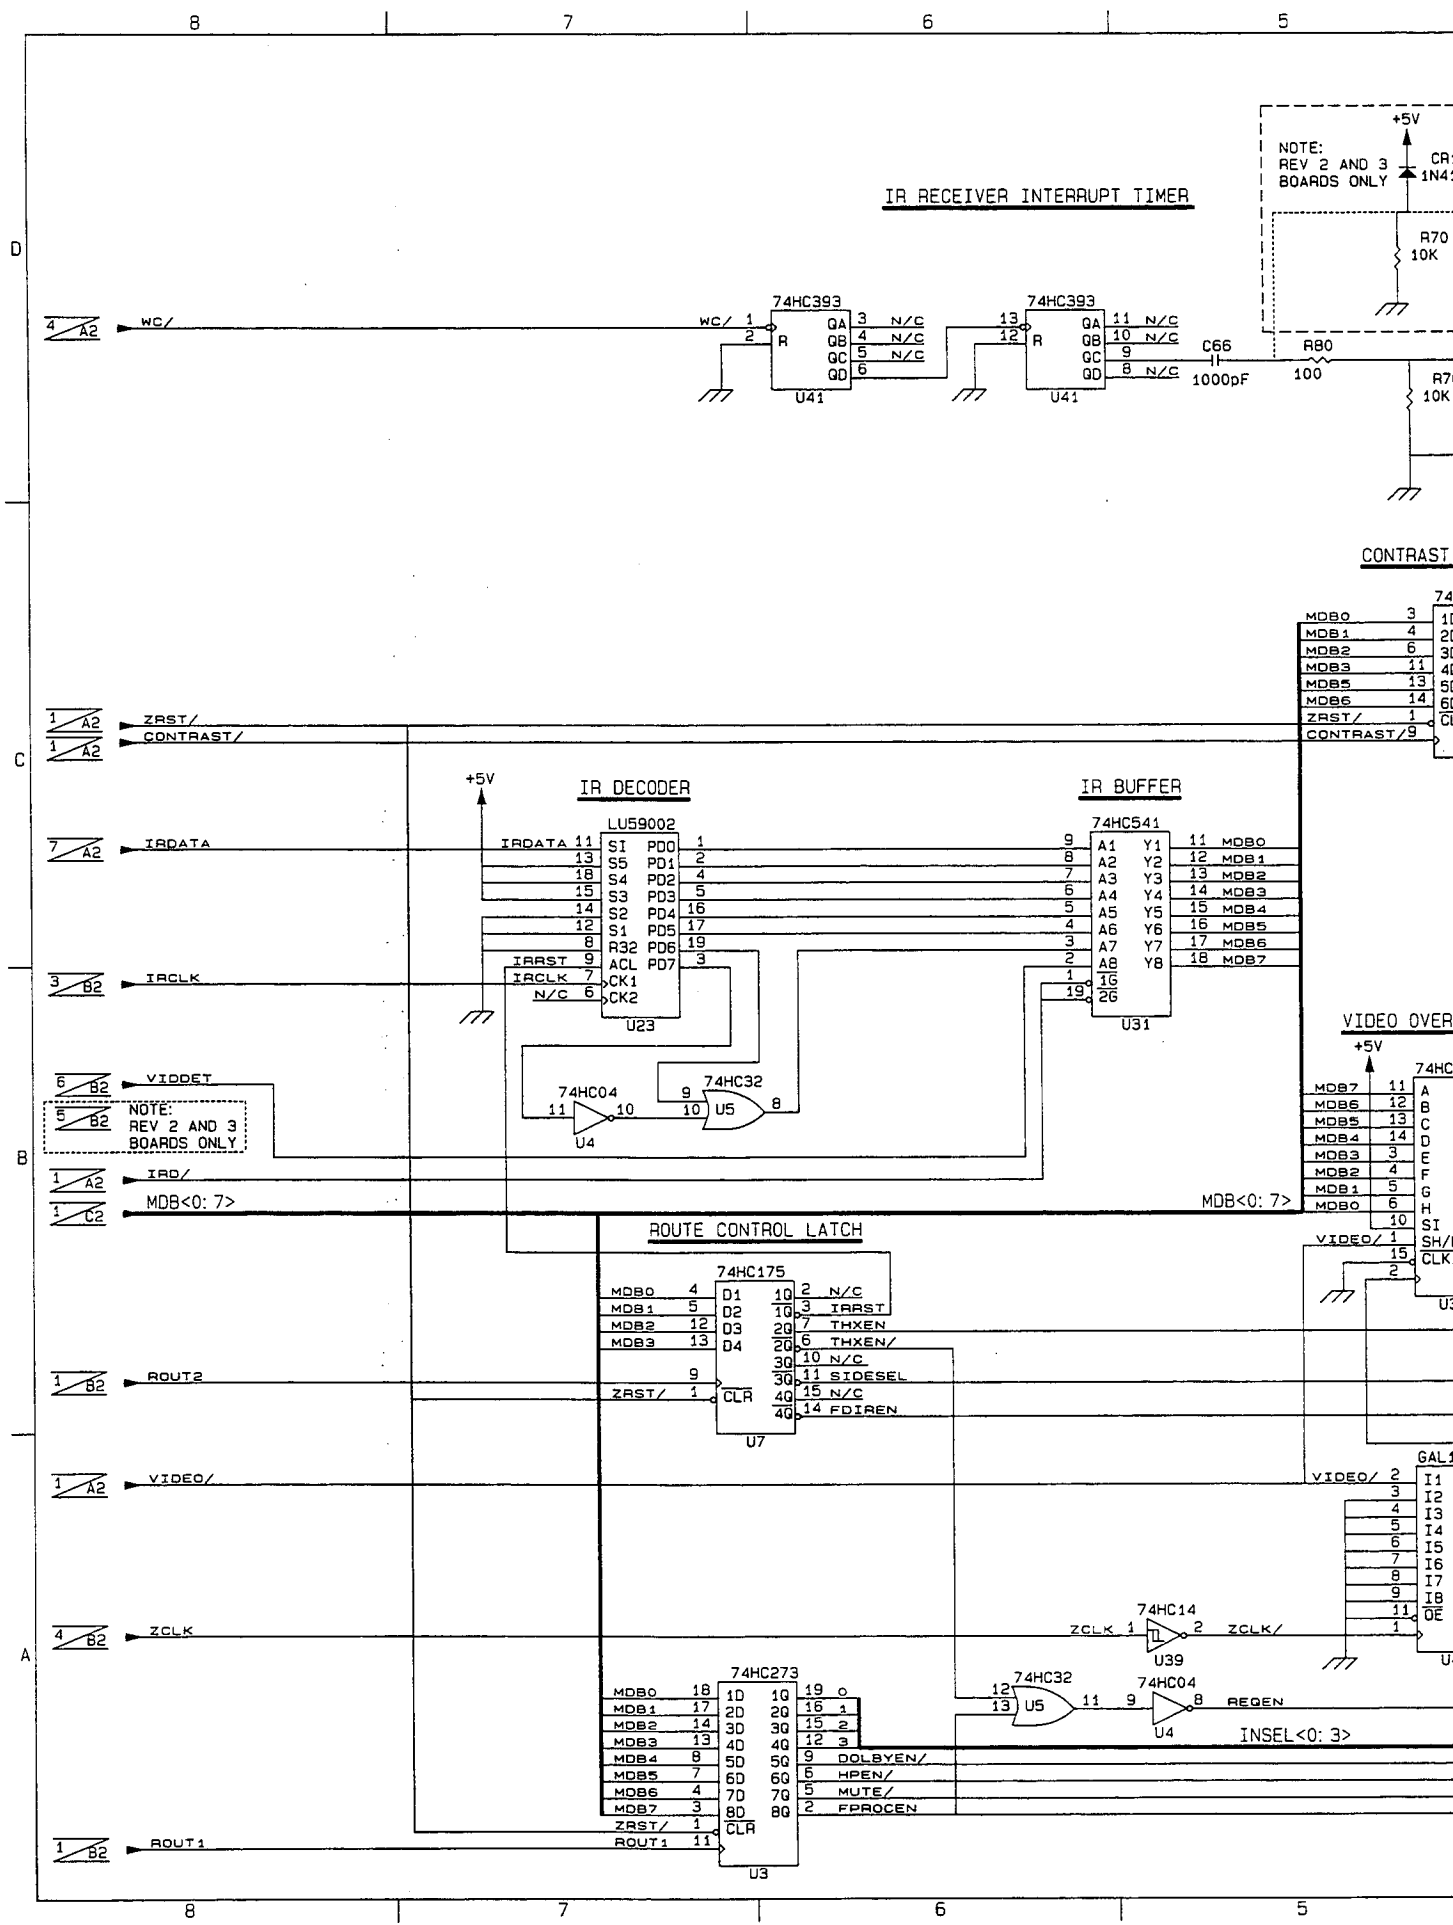 8 7 6 5
+5V
NOTE:
REV 2 AND 3
BOARDS ONLY
1N41
IR RECEIVER INTERRUPT TIMER
D
R70
10K
74HC393 74HC393
4 A2 WC/ WC/ 1 QA 3 N/C 13 QA 11 N/C
2 R QB 4 N/C 12 R QB 10 N/C
QC 5 N/C QC 9 C66 R80
QD 6 QD 8 N/C 1000pF 100
U41 U41
10K
CONTRAST
MDB0 3
MDB1 4
MDB2 6
MDB3 11
MDB5 13
MDB6 14
1 A2 ZRST/ ZRST/ 1
1 A2 CONTRAST/ CONTRAST/ 9
C
+5V IR DECODER IR BUFFER
LU59002 74HC541
7 A2 IRDATA IRDATA 11 SI PD0 1 9 A1 Y1 11 MDB0
13 S5 PD1 2 8 A2 Y2 12 MDB1
18 S4 PD2 4 7 A3 Y3 13 MDB2
15 S3 PD3 5 6 A4 Y4 14 MDB3
14 S2 PD4 16 5 A5 Y5 15 MDB4
12 S1 PD5 17 4 A6 Y6 16 MDB5
8 R32 PD6 19 3 A7 Y7 17 MDB6
IRRST 9 ACL PD7 3 2 A8 Y8 18 MDB7
3 B2 IRCLK IRCLK 7 CK1 1 1G
N/C 6 CK2 19 2G
U23 U31
VIDEO OVER
+5V
6 B2 VIDDET
5 B2 NOTE:
REV 2 AND 3
BOARDS ONLY
74HC04 74HC32
11 10 9 10 U5 8
U4
MDB7 11 A
MDB6 12 B
MDB5 13 C
MDB4 14 D
MDB3 3 E
MDB2 4 F
MDB1 5 G
MDB0 6 H
10 SI
VIDEO/ 1 SH/
15 CLK
2
B
1 A2 IRD/
1 C2 MDB<0:7> MDB<0:7>
ROUTE CONTROL LATCH
74HC175
MDB0 4 D1 1Q 2 N/C
MDB1 5 D2 1Q 3 IRRST
MDB2 12 D3 2Q 7 THXEN
MDB3 13 D4 2Q 6 THXEN/
3Q 10 N/C
1 B2 ROUT2 9 3Q 11 SIDESEL
ZRST/ 1 CLR 4Q 15 N/C
4Q 14 FDIREN
U7
1 A2 VIDEO/ VIDEO/ 2 I1
3 I2
4 I3
5 I4
6 I5
7 I6
8 I7
9 I8
11 OE
74HC14
4 B2 ZCLK ZCLK 1 2 ZCLK/ 1
U39
A
74HC273 74HC32 74HC04
MDB0 18 1D 1Q 19 0 12
MDB1 17 2D 2Q 16 1 13 U5 11 9 8 REQEN
MDB2 14 3D 3Q 15 2 U4
MDB3 13 4D 4Q 12 3 INSEL<0:3>
MDB4 8 5D 5Q 9 DOLBYEN/
MDB5 7 6D 6Q 6 HPEN/
MDB6 4 7D 7Q 5 MUTE/
MDB7 3 8D 8Q 2 FPROCEN
ZRST/ 1 CLR
1 B2 ROUT1 ROUT1 11
U3
8 7 6 5